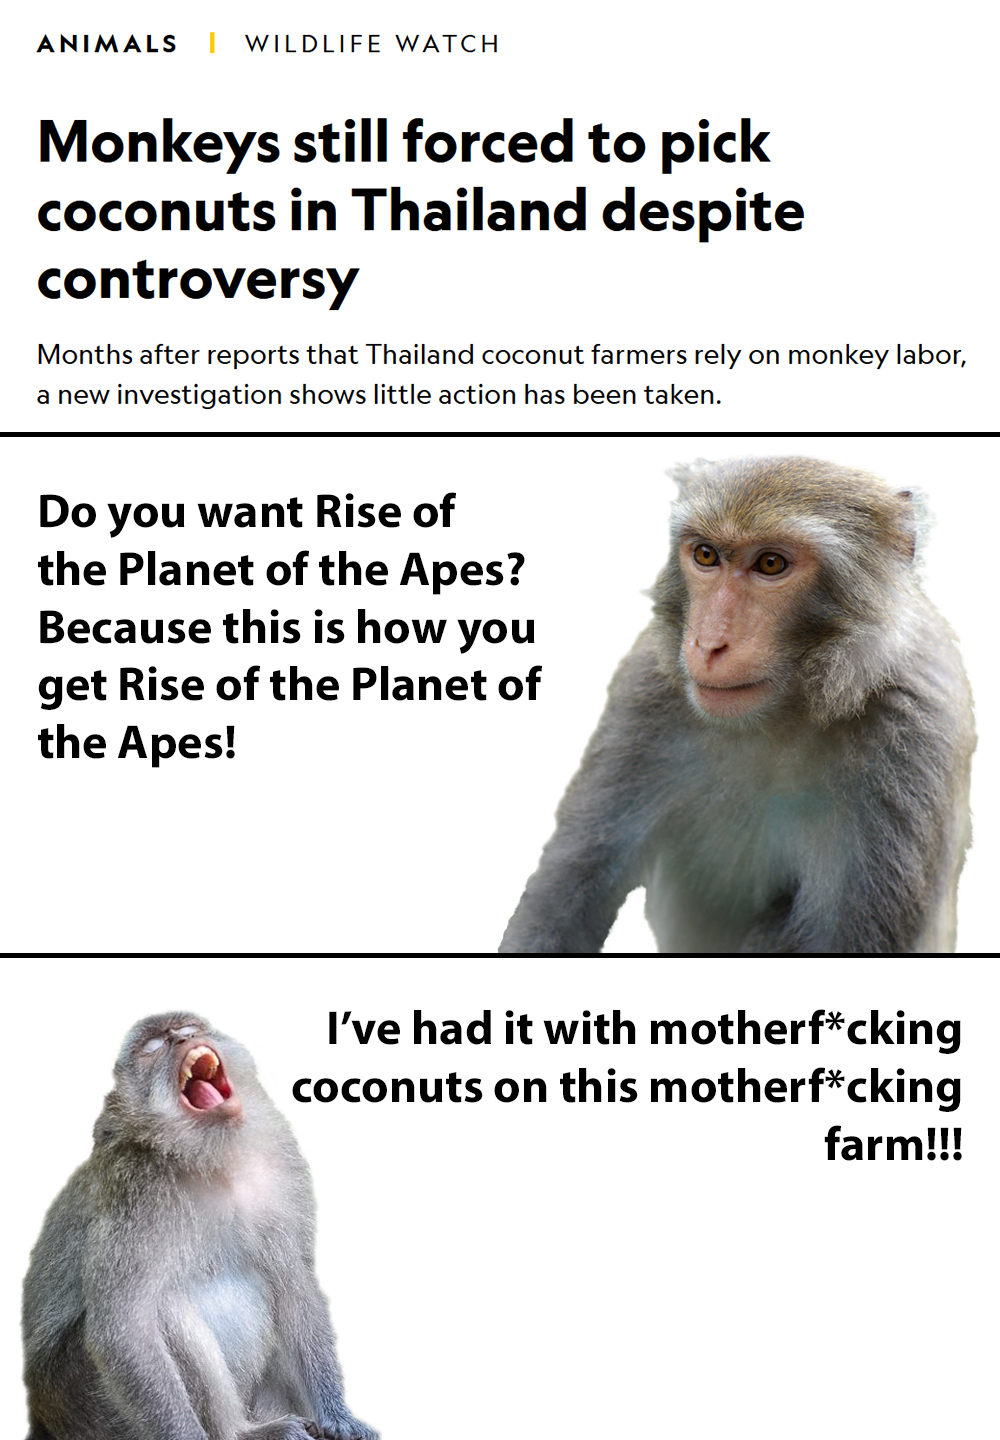 ANIMALS | WILDLIFE WATCH
Monkeys still forced to pick
coconuts in Thailand despite
controversy
Months after reports that Thailand coconut farmers rely on monkey labor,
a new investigation shows little action has been taken.
Do you want Rise of
the Planet of the Apes?
Because this is how you
get Rise of the Planet of
the Apes!
I’ve had it with motherf*cking
coconuts on this motherf*cking
farm!!!